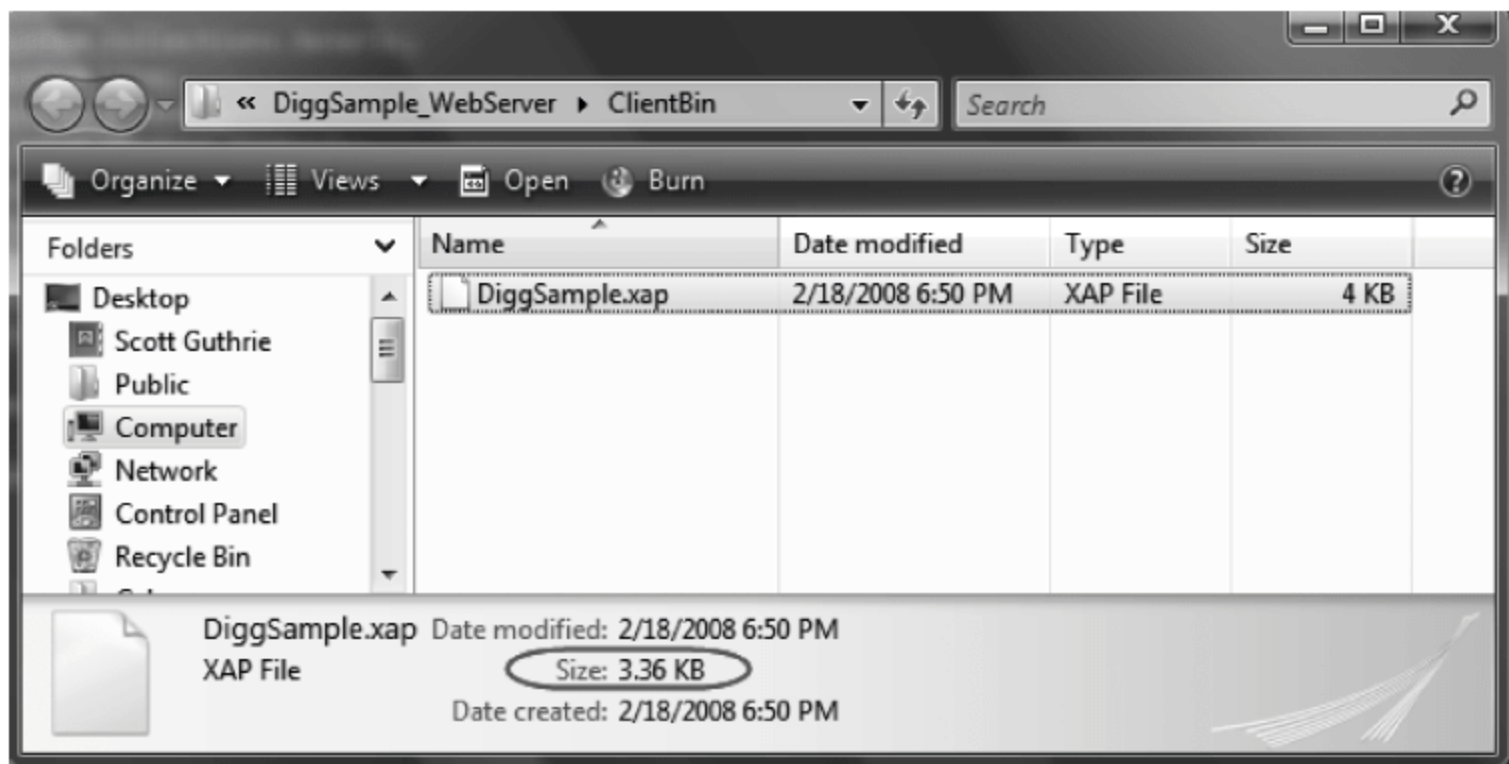 « DiggSample_WebServer ▸ ClientBin
Search
Organize Views Open Burn
Folders
Name Date modified Type Size
Desktop
DiggSample.xap 2/18/2008 6:50 PM XAP File 4 KB
Scott Guthrie
Public
Computer
Network
Control Panel
Recycle Bin
DiggSample.xap Date modified: 2/18/2008 6:50 PM
XAP File Size: 3.36 KB
Date created: 2/18/2008 6:50 PM